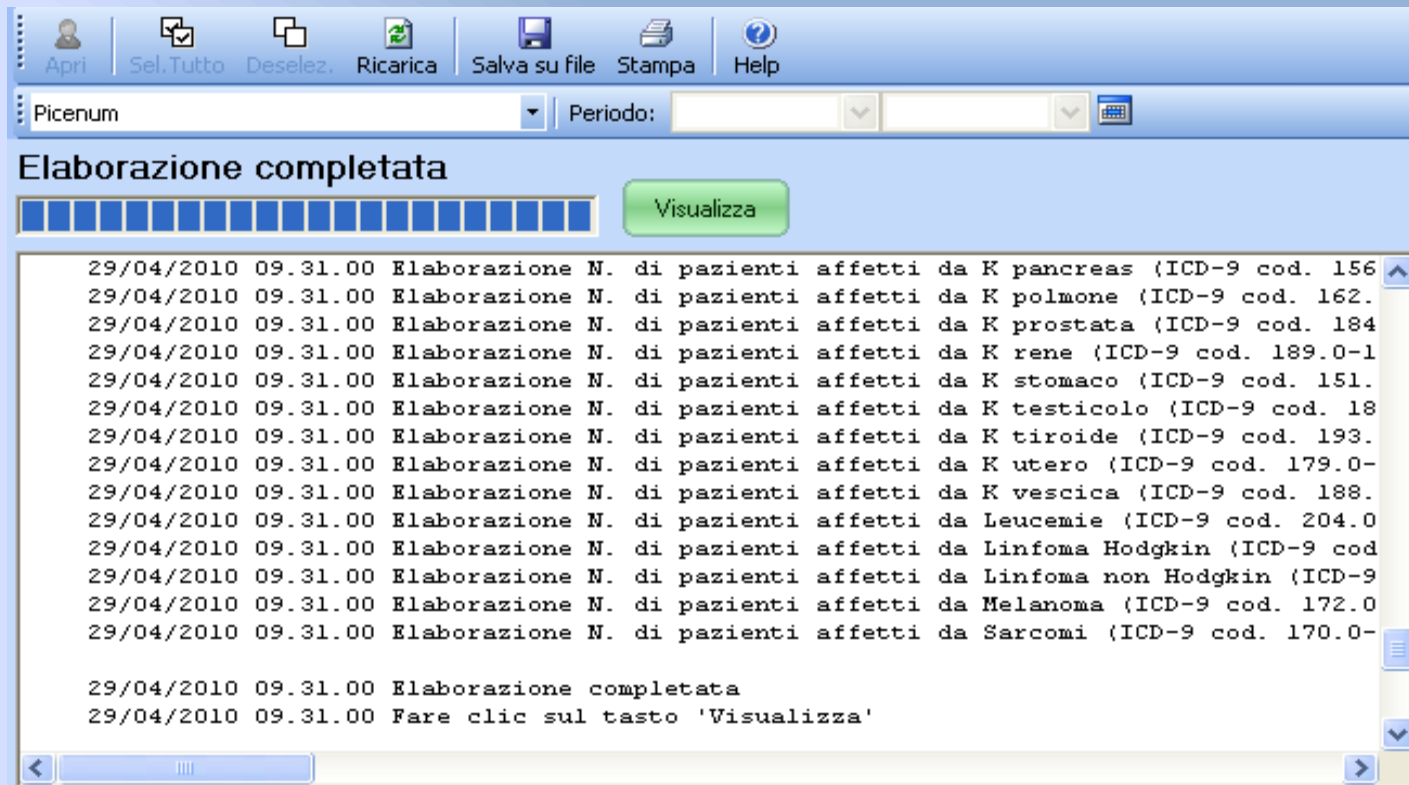 Apri Sel.Tutto Deselez. Ricarica Salva su file Stampa Help
Picenum Periodo:
Elaborazione completata
Visualizza
29/04/2010 09.31.00 Elaborazione N. di pazienti affetti da K pancreas (ICD-9 cod. 156
29/04/2010 09.31.00 Elaborazione N. di pazienti affetti da K polmone (ICD-9 cod. 162.
29/04/2010 09.31.00 Elaborazione N. di pazienti affetti da K prostata (ICD-9 cod. 184
29/04/2010 09.31.00 Elaborazione N. di pazienti affetti da K rene (ICD-9 cod. 189.0-1
29/04/2010 09.31.00 Elaborazione N. di pazienti affetti da K stomaco (ICD-9 cod. 151.
29/04/2010 09.31.00 Elaborazione N. di pazienti affetti da K testicolo (ICD-9 cod. 18
29/04/2010 09.31.00 Elaborazione N. di pazienti affetti da K tiroide (ICD-9 cod. 193.
29/04/2010 09.31.00 Elaborazione N. di pazienti affetti da K utero (ICD-9 cod. 179.0-
29/04/2010 09.31.00 Elaborazione N. di pazienti affetti da K vescica (ICD-9 cod. 188.
29/04/2010 09.31.00 Elaborazione N. di pazienti affetti da Leucemie (ICD-9 cod. 204.0
29/04/2010 09.31.00 Elaborazione N. di pazienti affetti da Linfoma Hodgkin (ICD-9 cod
29/04/2010 09.31.00 Elaborazione N. di pazienti affetti da Linfoma non Hodgkin (ICD-9
29/04/2010 09.31.00 Elaborazione N. di pazienti affetti da Melanoma (ICD-9 cod. 172.0
29/04/2010 09.31.00 Elaborazione N. di pazienti affetti da Sarcomi (ICD-9 cod. 170.0-
29/04/2010 09.31.00 Elaborazione completata
29/04/2010 09.31.00 Fare clic sul tasto 'Visualizza'